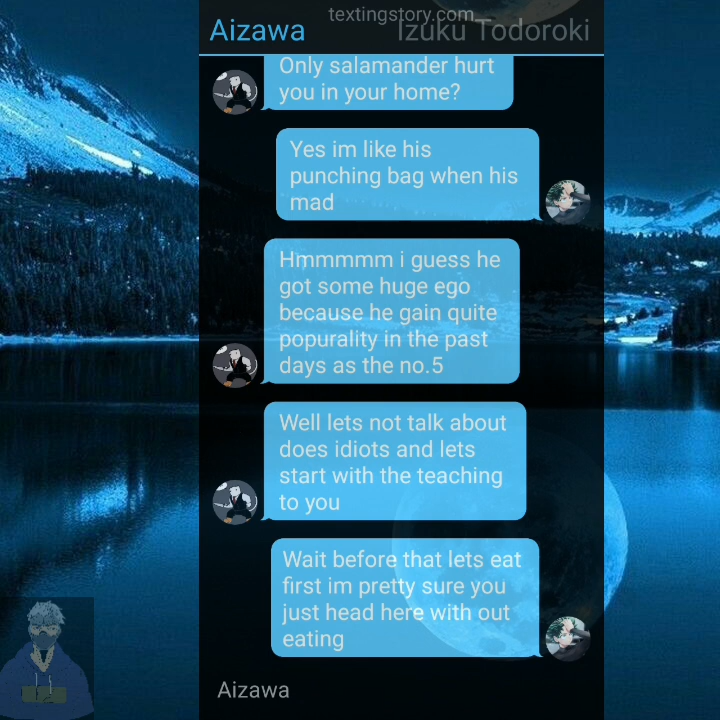 textingstory.com
Aizawa
Izuku Todoroki
Only salamander hurt
you in your home?
Yes im like his
punching bag when his
mad
Hmmmmm i guess he
got some huge ego
because he gain quite
popurality in the past
days as the no.5
Well lets not talk about
does idiots and lets
start with the teaching
to you
Wait before that lets eat
first im pretty sure you
just head here with out
eating
Aizawa